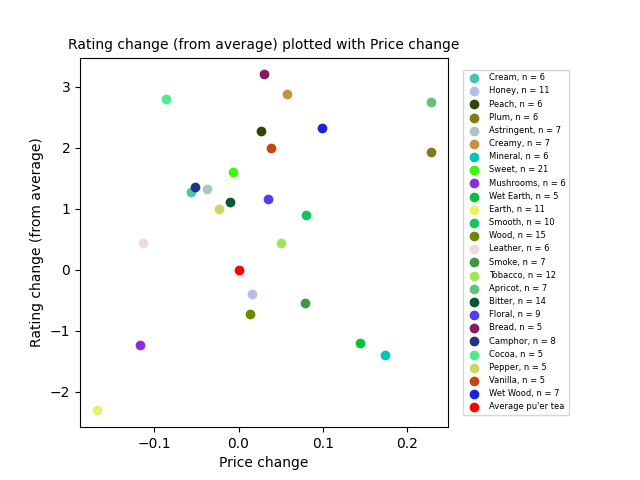 Rating change (from average) plotted with Price change
Rating change (from average)
3
2
1
0
−1
−2
−0.1
0.0
0.1
0.2
Price change
Cream, n = 6
Honey, n = 11
Peach, n = 6
Plum, n = 6
Astringent, n = 7
Creamy, n = 7
Mineral, n = 6
Sweet, n = 21
Mushrooms, n = 6
Wet Earth, n = 5
Earth, n = 11
Smooth, n = 10
Wood, n = 15
Leather, n = 6
Smoke, n = 7
Tobacco, n = 12
Apricot, n = 7
Bitter, n = 14
Floral, n = 9
Bread, n = 5
Camphor, n = 8
Cocoa, n = 5
Pepper, n = 5
Vanilla, n = 5
Wet Wood, n = 7
Average pu'er tea